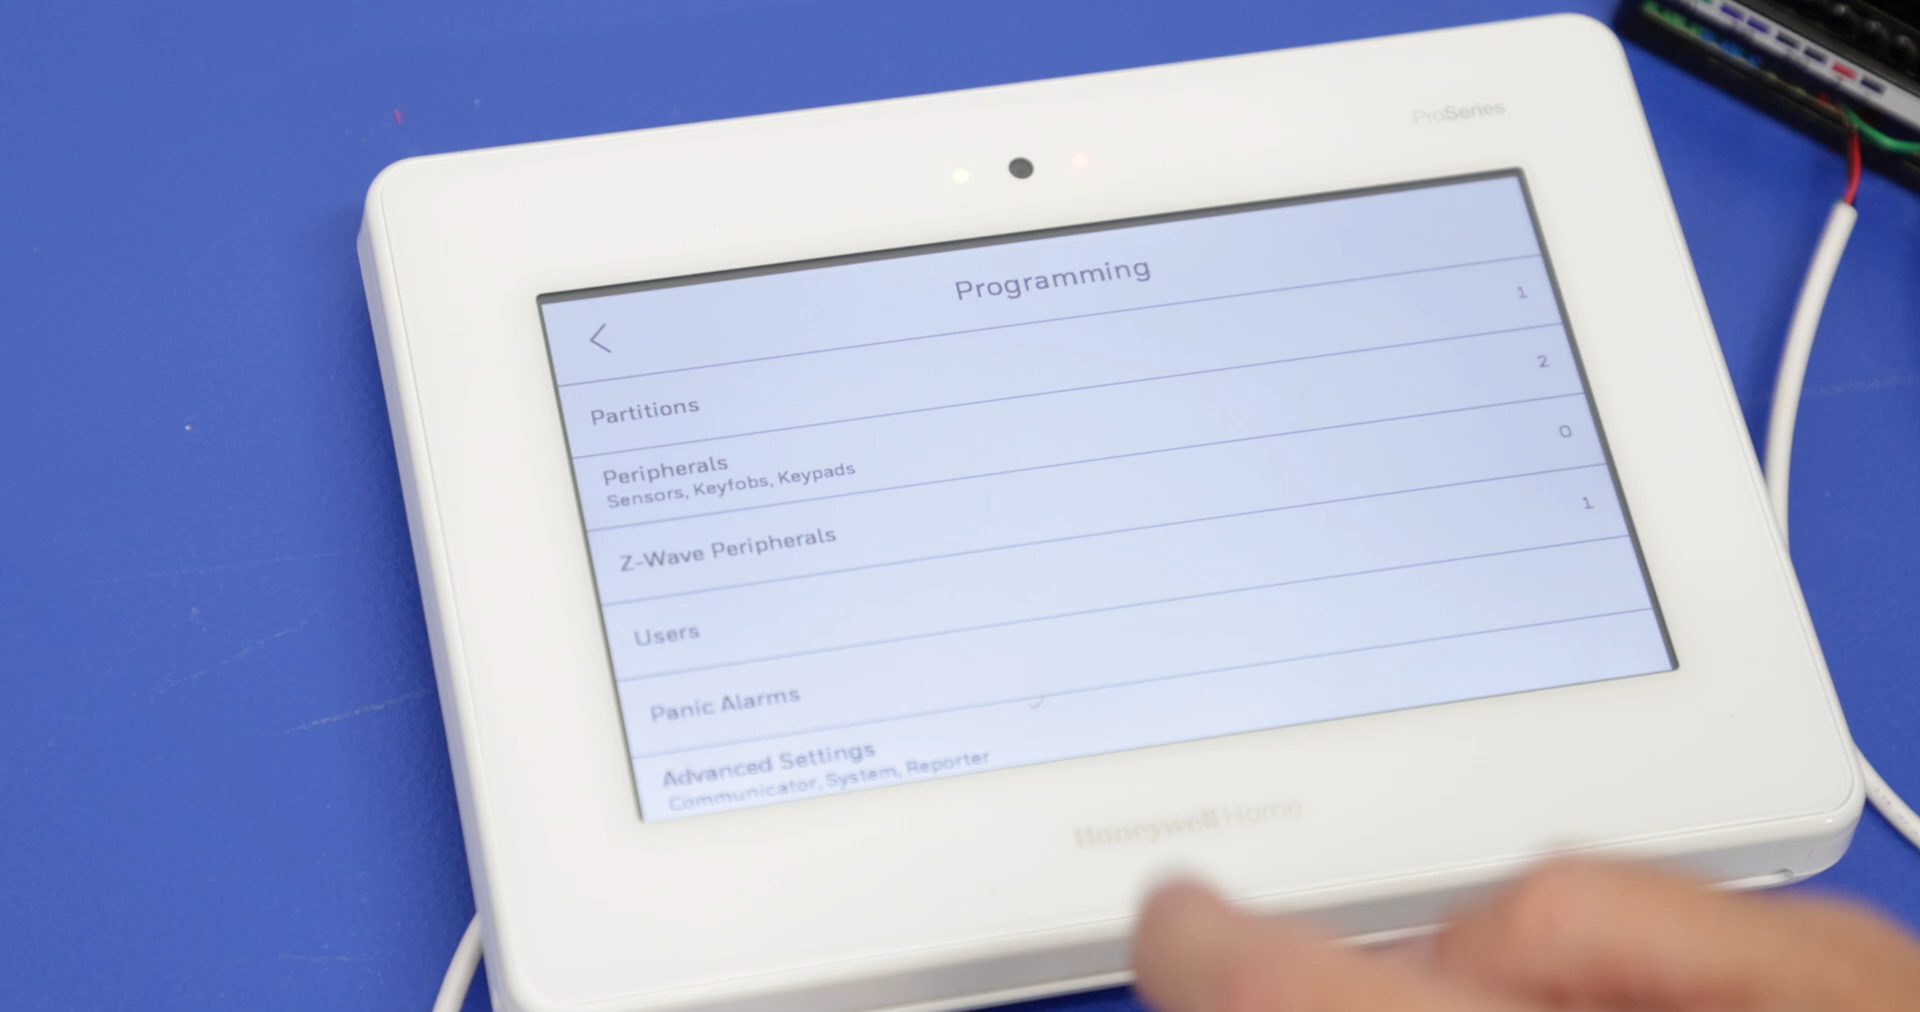 ProSeries
Programming
Partitions 1
Peripherals 2
Sensors, Keyfobs, Keypads
Z-Wave Peripherals 0
Users 1
Panic Alarms
Advanced Settings
Communicator, System, Reporter
Honeywell Home